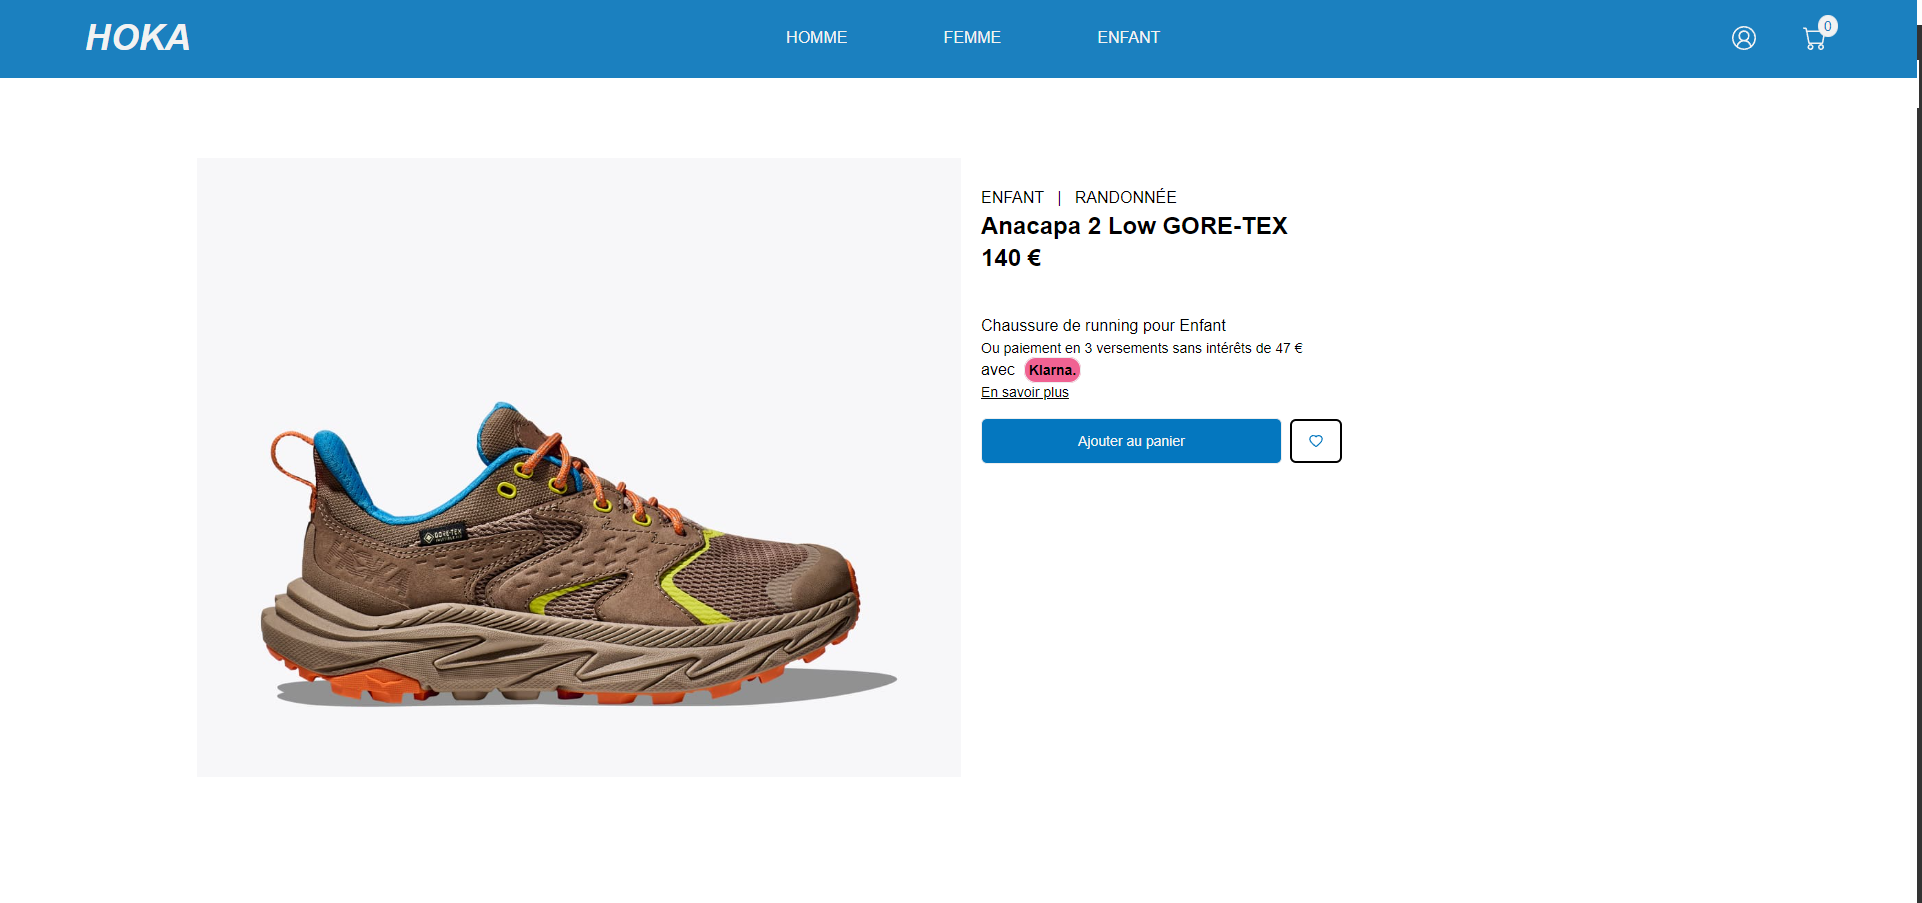 HOKA
HOMME FEMME ENFANT
0
ENFANT | RANDONNÉE
Anacapa 2 Low GORE-TEX
140 €
Chaussure de running pour Enfant
Ou paiement en 3 versements sans intérêts de 47 €
avec Klarna.
En savoir plus
Ajouter au panier
GORE-TEX
HOKA